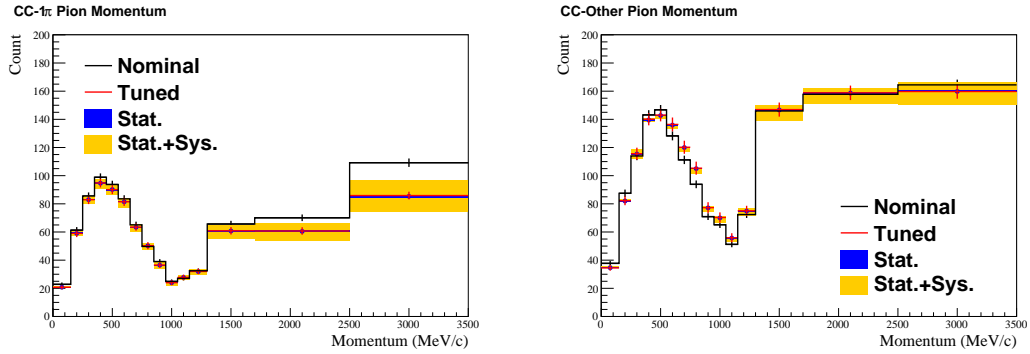 CC-1π Pion Momentum
Count
200
180
160
140
120
100
80
60
40
20
0
Nominal
Tuned
Stat.
Stat.+Sys.
0 500 1000 1500 2000 2500 3000 3500
Momentum (MeV/c)
CC-Other Pion Momentum
Count
200
180
160
140
120
100
80
60
40
20
0
Nominal
Tuned
Stat.
Stat.+Sys.
0 500 1000 1500 2000 2500 3000 3500
Momentum (MeV/c)